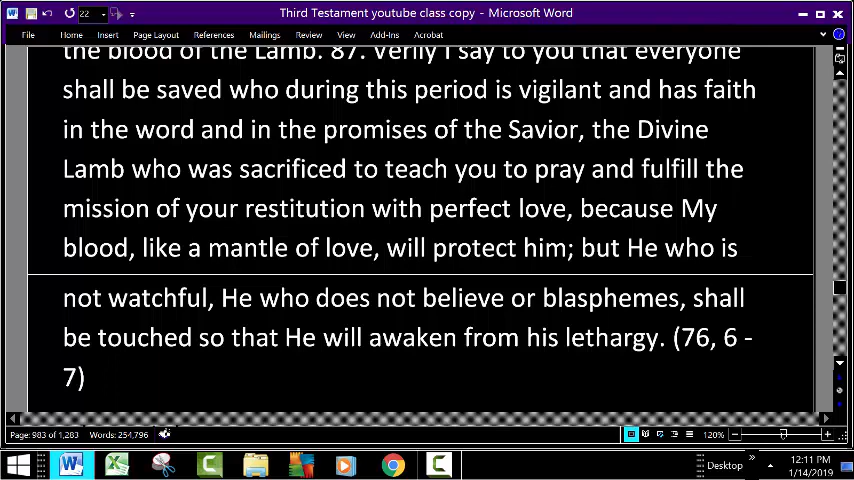 22
Third Testament youtube class copy - Microsoft Word
File Home Insert Page Layout References Mailings Review View Add-Ins Acrobat
the blood of the Lamb. 87. Verily I say to you that everyone
shall be saved who during this period is vigilant and has faith
in the word and in the promises of the Savior, the Divine
Lamb who was sacrificed to teach you to pray and fulfill the
mission of your restitution with perfect love, because My
blood, like a mantle of love, will protect him; but He who is
not watchful, He who does not believe or blasphemes, shall
be touched so that He will awaken from his lethargy. (76, 6 -
7)
Page: 983 of 1,283 Words: 254,796 120%
Desktop
12:11 PM
1/14/2019